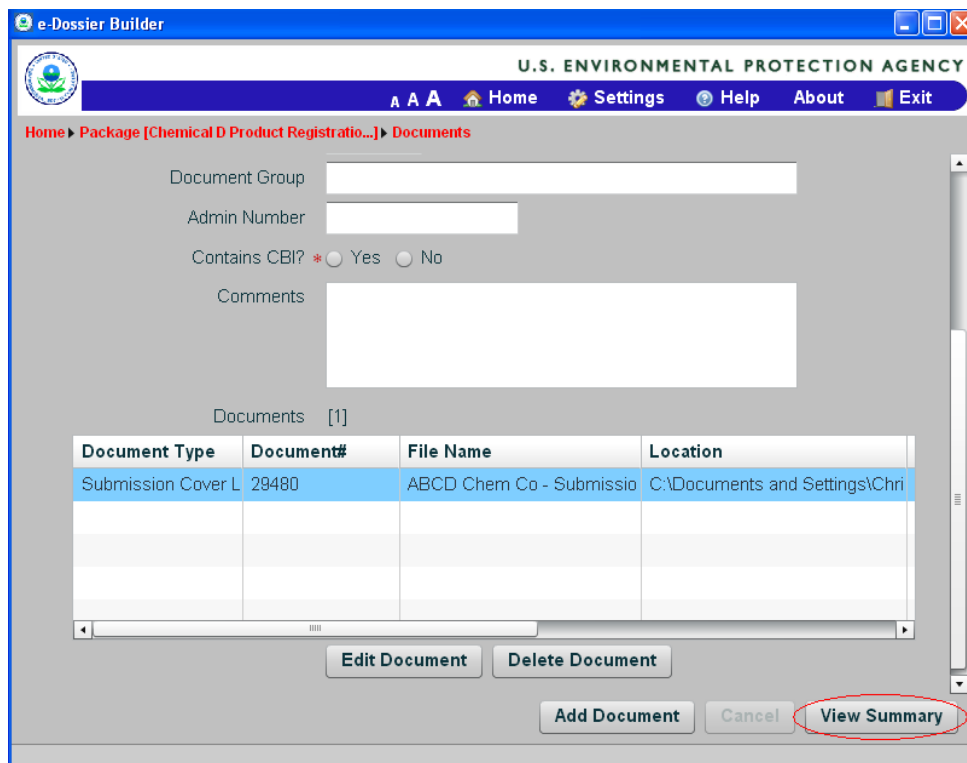 e-Dossier Builder
U.S. ENVIRONMENTAL PROTECTION AGENCY
A A A Home Settings Help About Exit
Home Package [Chemical D Product Registratio...] Documents
Document Group
Admin Number
Contains CBI? * Yes No
Comments
Documents [1]
Document Type Document# File Name Location
Submission Cover L 29480 ABCD Chem Co - Submissio C:\Documents and Settings\Chri
Edit Document Delete Document
Add Document Cancel View Summary